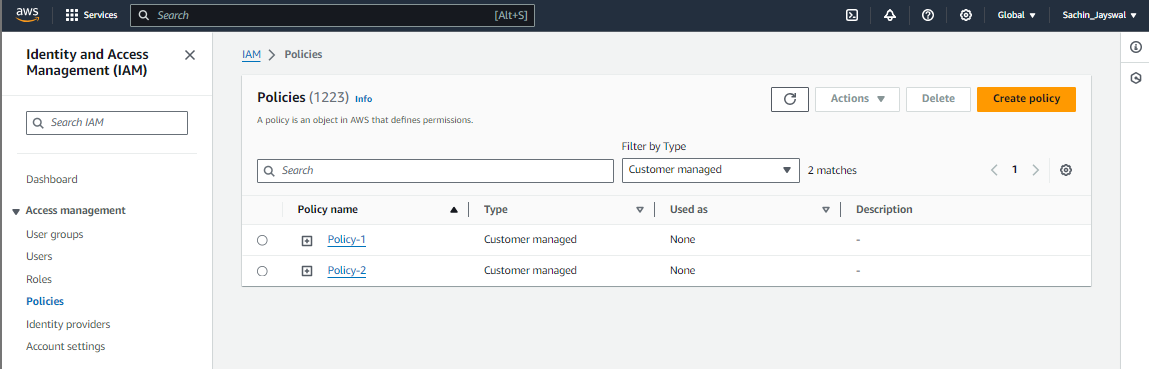 aws Services Search [Alt+S] Global Sachin_Jayswal
Identity and Access
Management (IAM)
Search IAM
Dashboard
Access management
User groups
Users
Roles
Policies
Identity providers
Account settings
IAM Policies
Policies (1223) Info
A policy is an object in AWS that defines permissions.
Actions Delete Create policy
Filter by Type
Search Customer managed 2 matches 1
Policy name Type Used as Description
Policy-1 Customer managed None -
Policy-2 Customer managed None -